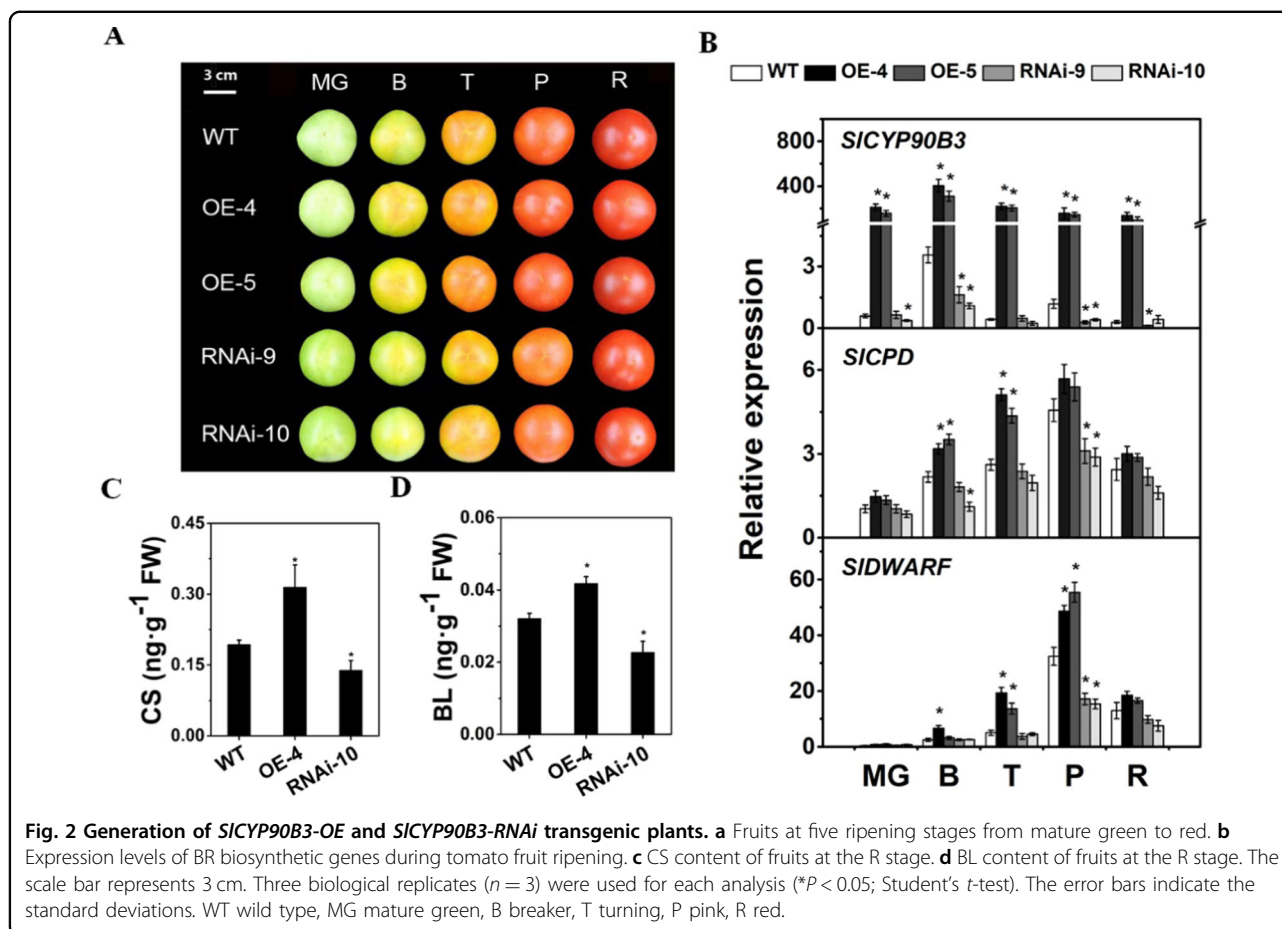 A
3 cm
MG B T P R
WT
OE-4
OE-5
RNAi-9
RNAi-10
B
WT OE-4 OE-5 RNAi-9 RNAi-10
Relative expression
SlCYP90B3
800
400
3
0
* * * * * * * * * * * * * * * *
SlCPD
6
3
0
* * * * * * *
SlDWARF
60
40
20
0
* * * * * * *
MG B T P R
C
CS (ng·g⁻¹ FW)
0.45
0.30
0.15
0.00
* *
WT OE-4 RNAi-10
D
BL (ng·g⁻¹ FW)
0.06
0.04
0.02
0.00
* *
WT OE-4 RNAi-10
Fig. 2 Generation of SlCYP90B3-OE and SlCYP90B3-RNAi transgenic plants. a Fruits at five ripening stages from mature green to red. b
Expression levels of BR biosynthetic genes during tomato fruit ripening. c CS content of fruits at the R stage. d BL content of fruits at the R stage. The
scale bar represents 3 cm. Three biological replicates (n = 3) were used for each analysis (*P < 0.05; Student's t-test). The error bars indicate the
standard deviations. WT wild type, MG mature green, B breaker, T turning, P pink, R red.